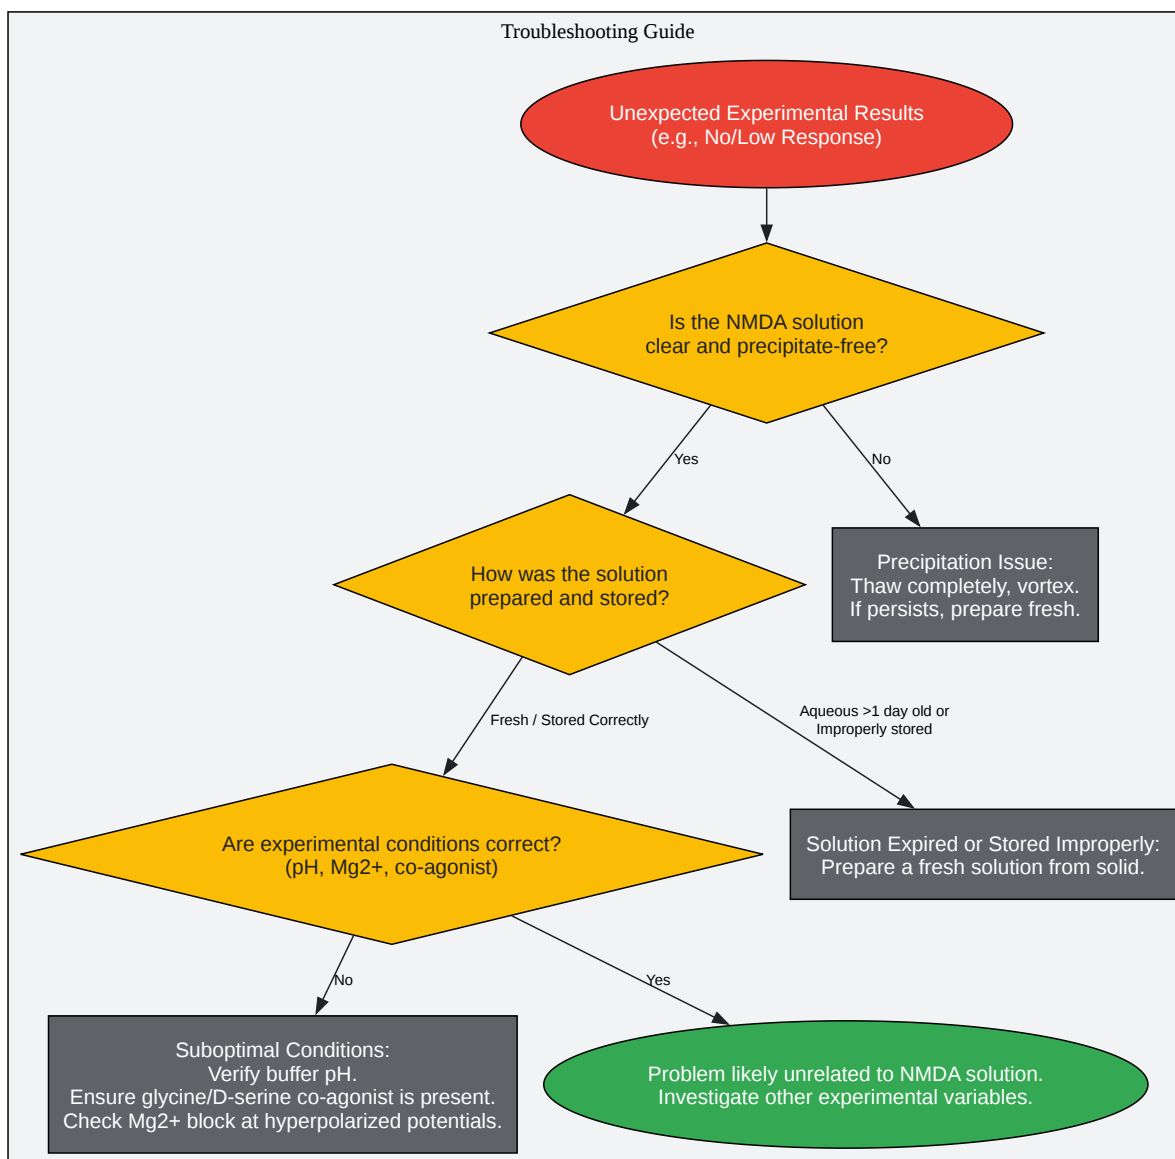 Troubleshooting Guide
Unexpected Experimental Results
(e.g., No/Low Response)
Is the NMDA solution
clear and precipitate-free?
Yes
No
How was the solution
prepared and stored?
Precipitation Issue:
Thaw completely, vortex.
If persists, prepare fresh.
Fresh / Stored Correctly
Aqueous >1 day old or
Improperly stored
Are experimental conditions correct?
(pH, Mg2+, co-agonist)
Solution Expired or Stored Improperly:
Prepare a fresh solution from solid.
No
Yes
Suboptimal Conditions:
Verify buffer pH.
Ensure glycine/D-serine co-agonist is present.
Check Mg2+ block at hyperpolarized potentials.
Problem likely unrelated to NMDA solution.
Investigate other experimental variables.